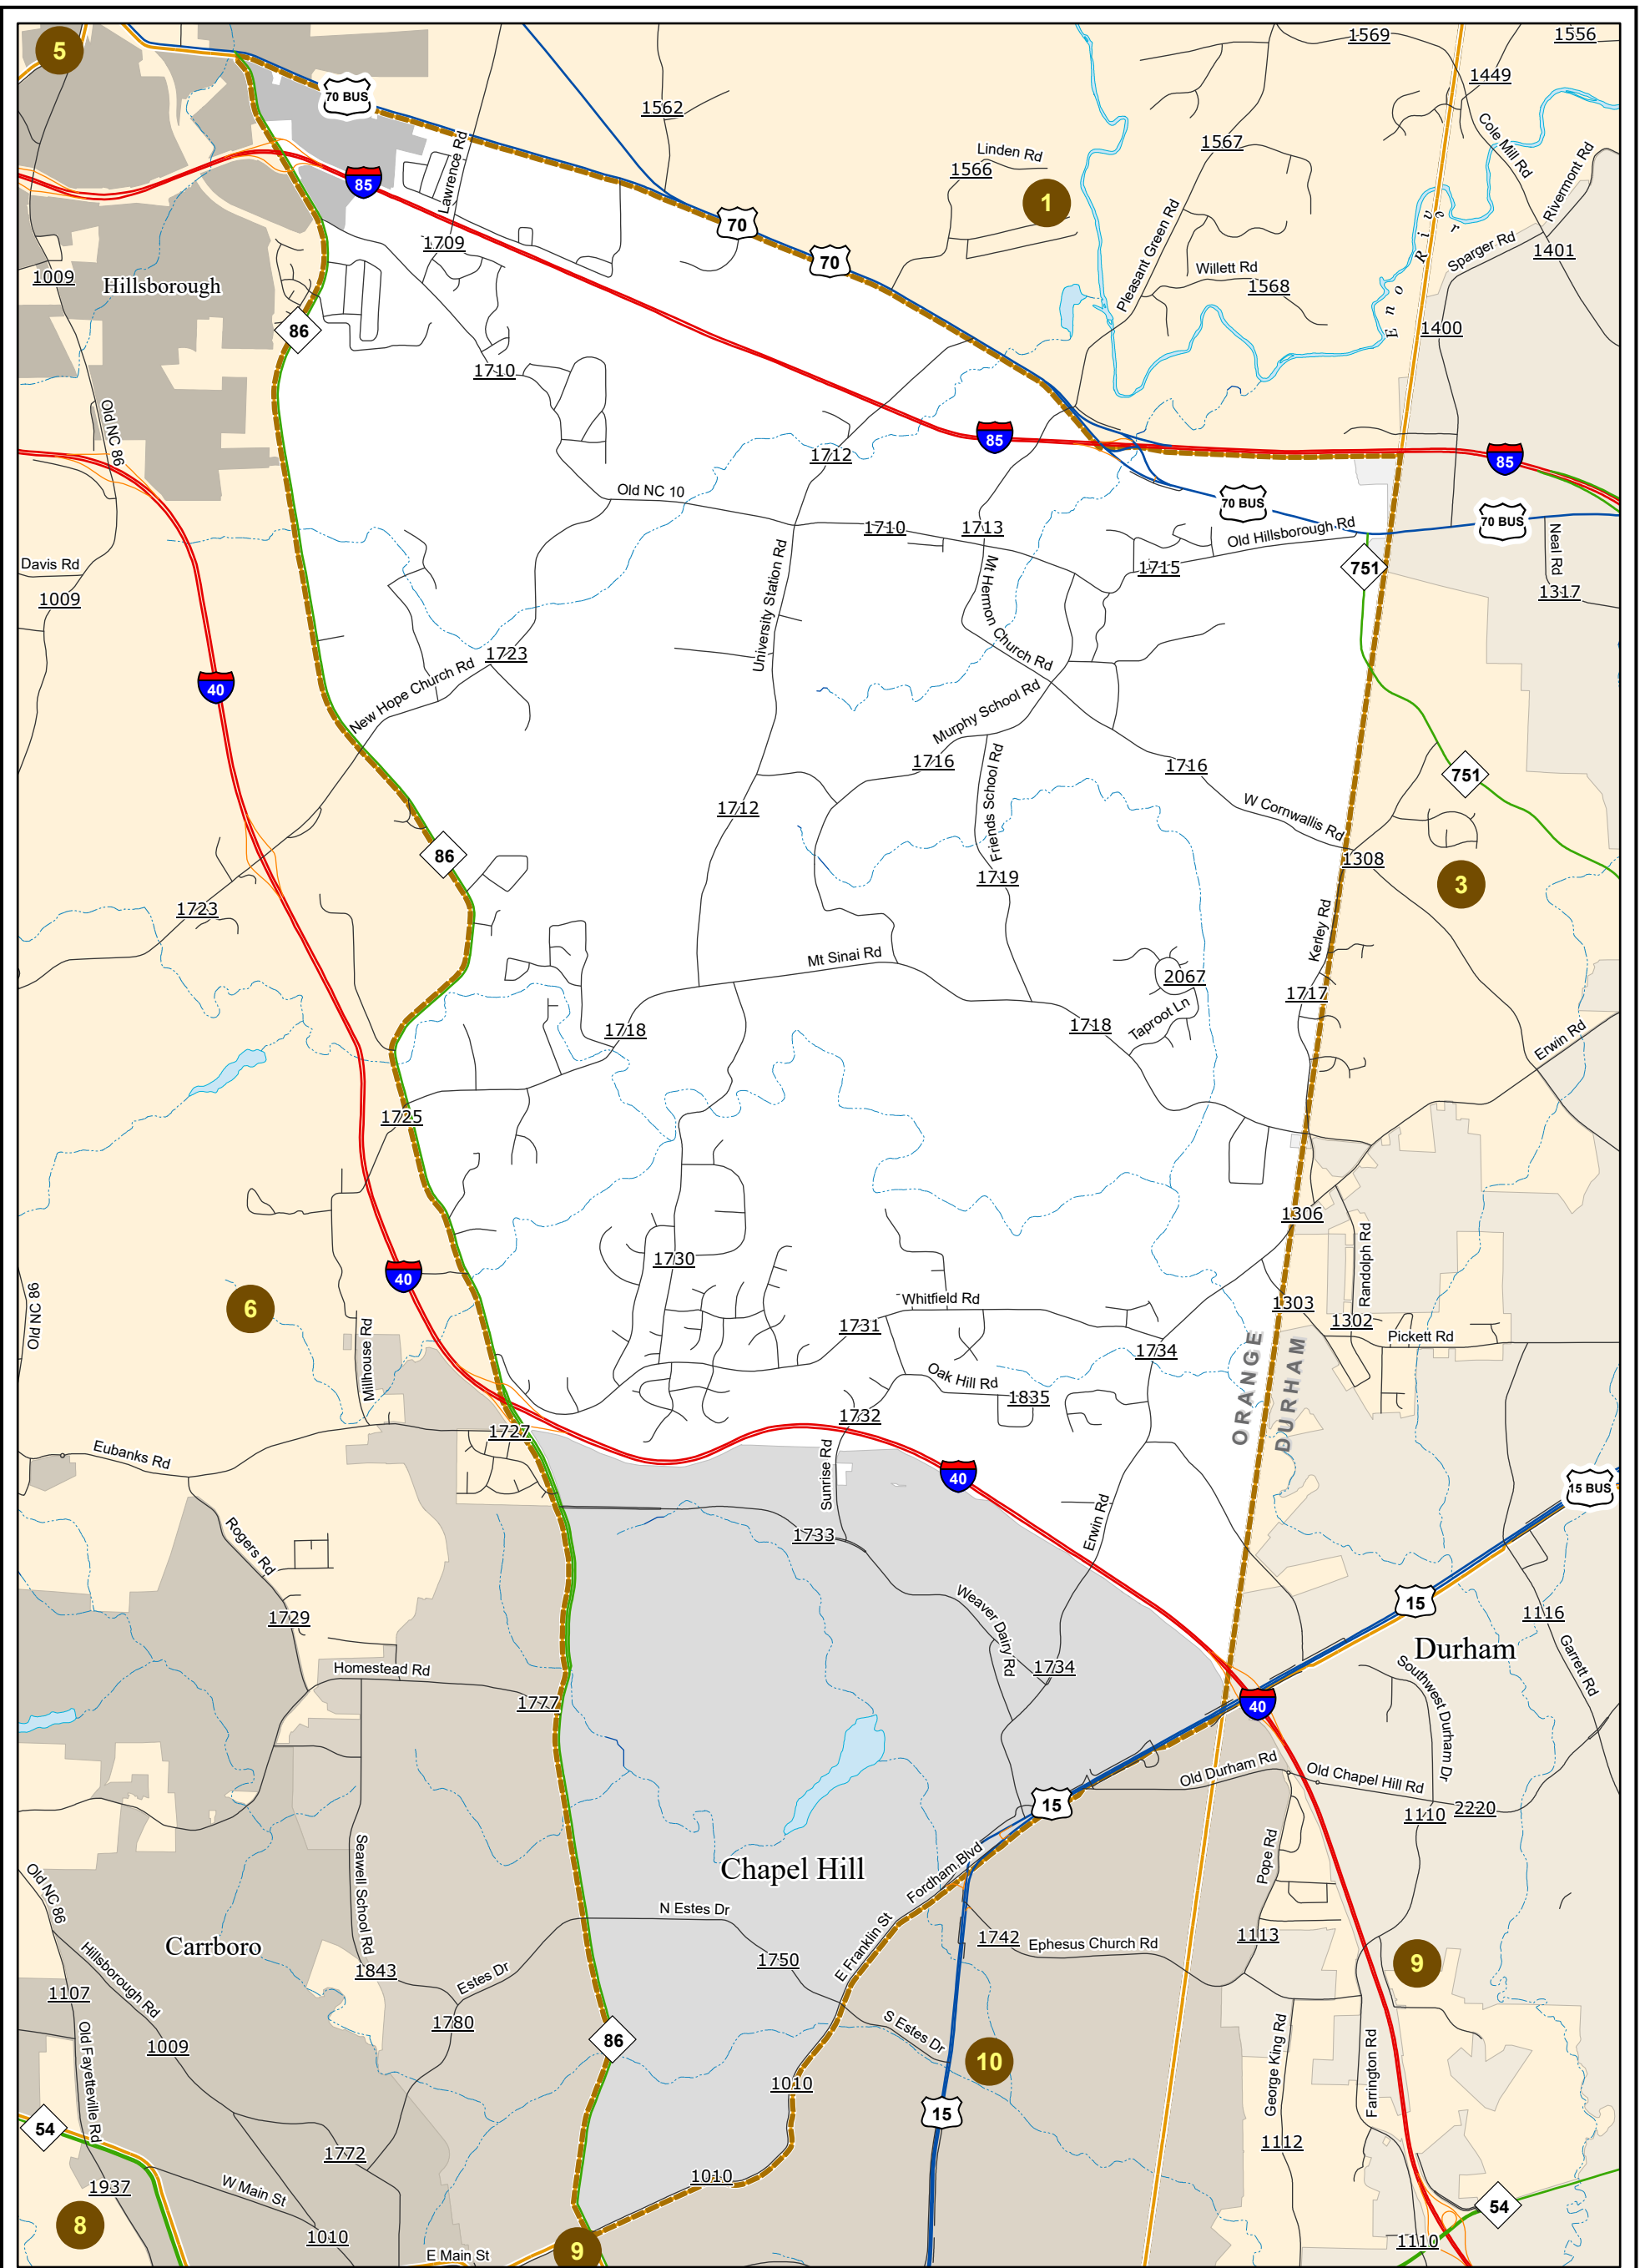 5
1569
1556
1449
70 BUS
1562
Cole Mill Rd
1567
Linden Rd
1566
Lawrence Rd
Rivermont Rd
85
1
70
Pleasant Green Rd
Eno River
Sparger Rd
1401
1709
70
Willett Rd
1568
1009
Hillsborough
86
1400
1710
Old NC 86
85
1712
85
Old NC 10
70 BUS
70 BUS
1710
1713
Old Hillsborough Rd
Neal Rd
Davis Rd
1715
751
1317
1009
University Station Rd
Mt Hermon Church Rd
1723
New Hope Church Rd
40
Murphy School Rd
1716
1716
751
1712
Friends School Rd
W Cornwallis Rd
86
1308
1719
3
1723
Kerley Rd
Mt Sinai Rd
2067
1717
1718
1718
Taproot Ln
Erwin Rd
1725
1306
1730
Randolph Rd
40
Old NC 86
6
Whitfield Rd
1303
1731
1302
Millhouse Rd
1734
Pickett Rd
ORANGE
DURHAM
Oak Hill Rd
1835
1732
1727
Eubanks Rd
Sunrise Rd
40
15 BUS
Erwin Rd
Rogers Rd
1733
15
1729
Weaver Dairy Rd
1116
Durham
Garrett Rd
Homestead Rd
1734
Southwest Durham Dr
1777
40
Old Durham Rd
Old Chapel Hill Rd
15
1110
2220
Seawell School Rd
Chapel Hill
Fordham Blvd
Pope Rd
Old NC 86
N Estes Dr
E Franklin St
1742
Ephesus Church Rd
1113
Carrboro
Hillsborough Rd
1750
9
1843
Estes Dr
1107
1780
S Estes Dr
Old Fayetteville Rd
1009
86
10
George King Rd
Farrington Rd
1010
15
54
1112
1772
1010
1937
W Main St
54
8
1010
1110
9
E Main St